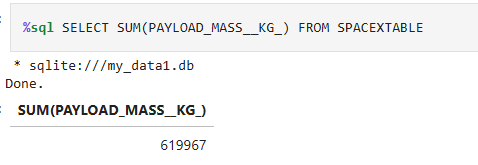 %sql SELECT SUM(PAYLOAD_MASS__KG_) FROM SPACEXTABLE
* sqlite:///my_data1.db
Done.
SUM(PAYLOAD_MASS__KG_)
619967